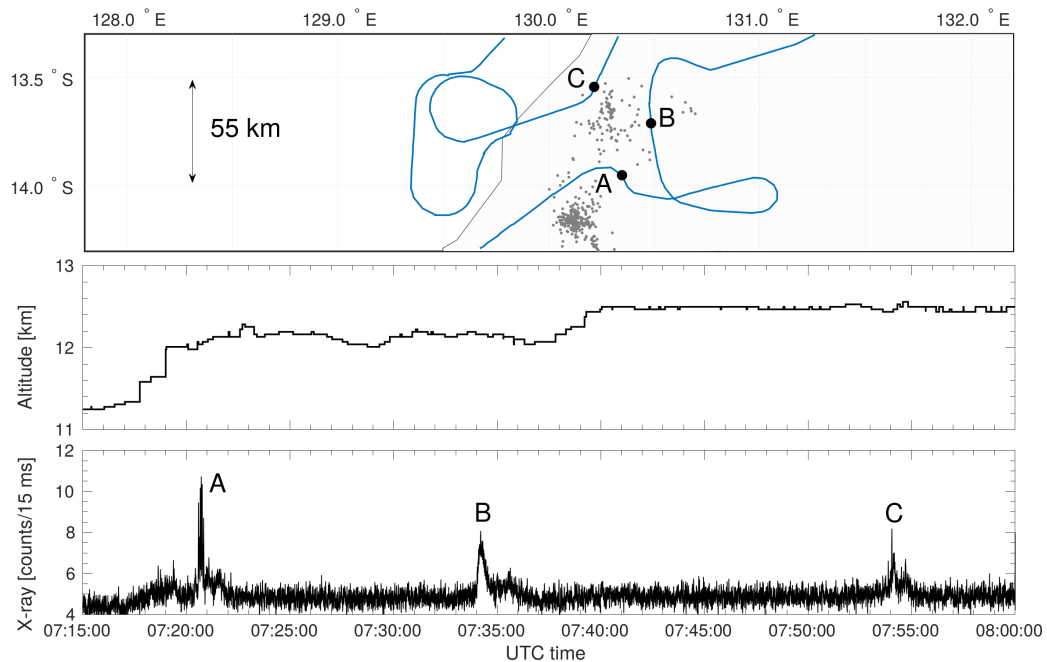 128.0 ° E 129.0 ° E 130.0 ° E 131.0 ° E 132.0 ° E
13.5 ° S
14.0 ° S
55 km
C
B
A
13
12
11
Altitude [km]
12
10
8
6
4
X-ray [counts/15 ms]
A
B
C
07:15:00 07:20:00 07:25:00 07:30:00 07:35:00 07:40:00 07:45:00 07:50:00 07:55:00 08:00:00
UTC time